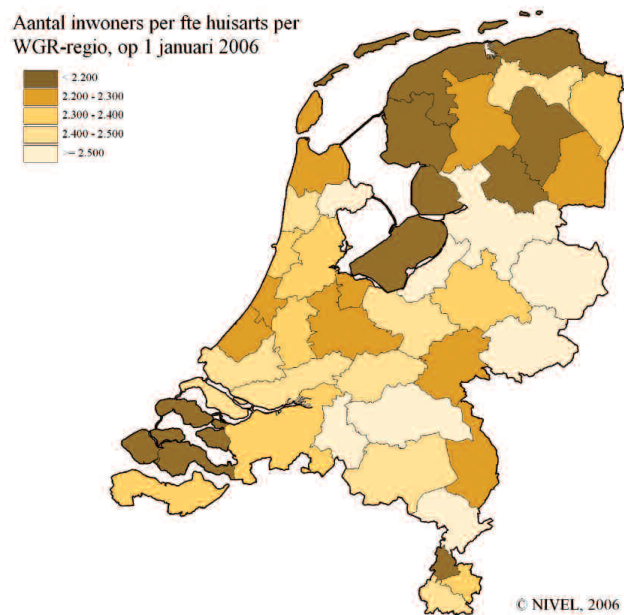 Aantal inwoners per fte huisarts per
WGR-regio, op 1 januari 2006
< 2.200
2.200 - 2.300
2.300 - 2.400
2.400 - 2.500
>= 2.500
© NIVEL, 2006